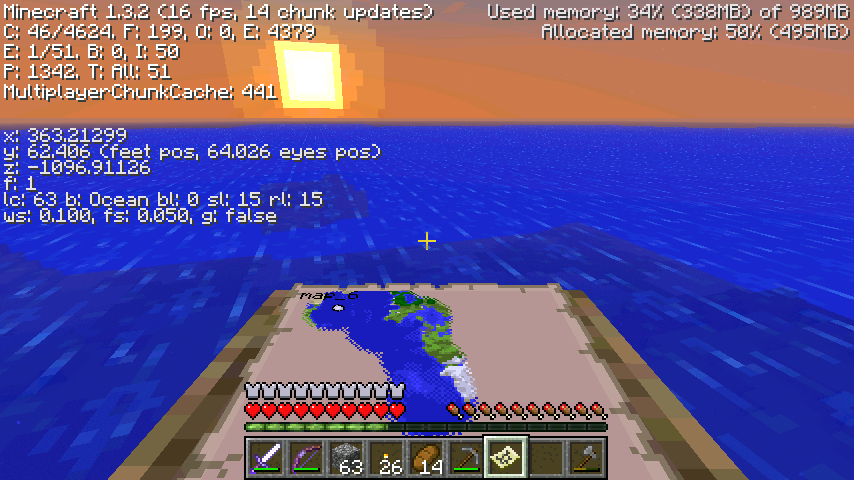 Minecraft 1.3.2 (16 fps, 14 chunk updates)
C: 46/4624. F: 199, O: 0, E: 4379
E: 1/51. B: 0, I: 50
P: 1342. T: All: 51
MultiplayerChunkCache: 441
Used memory: 34% (338MB) of 989MB
Allocated memory: 50% (495MB)
x: 363.21299
y: 62.406 (feet pos, 64.026 eyes pos)
z: -1096.91126
f: 1
lc: 63 b: Ocean bl: 0 sl: 15 rl: 15
ws: 0.100, fs: 0.050, g: false
63
26
14